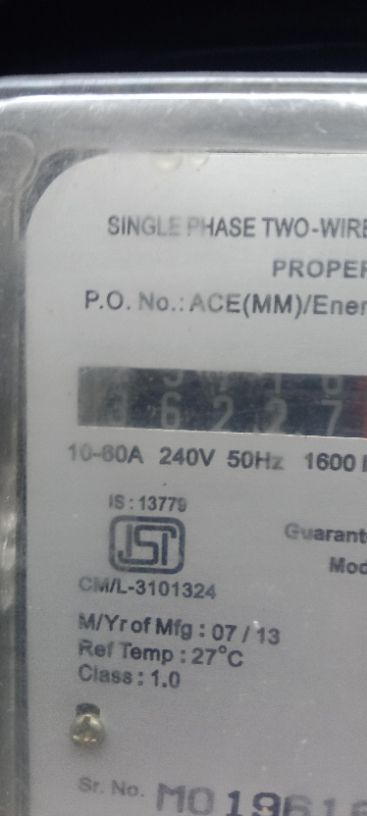 SINGLE PHASE TWO-WIRE
PROPER
P.O. No.: ACE(MM)/Ener
3 6 2 2 7
10-60A 240V 50Hz 1600
IS : 13779
ISI
CM/L-3101324
Guarant
Mod
M/Yr of Mfg : 07 / 13
Ref Temp : 27°C
Class : 1.0
Sr. No. M019618